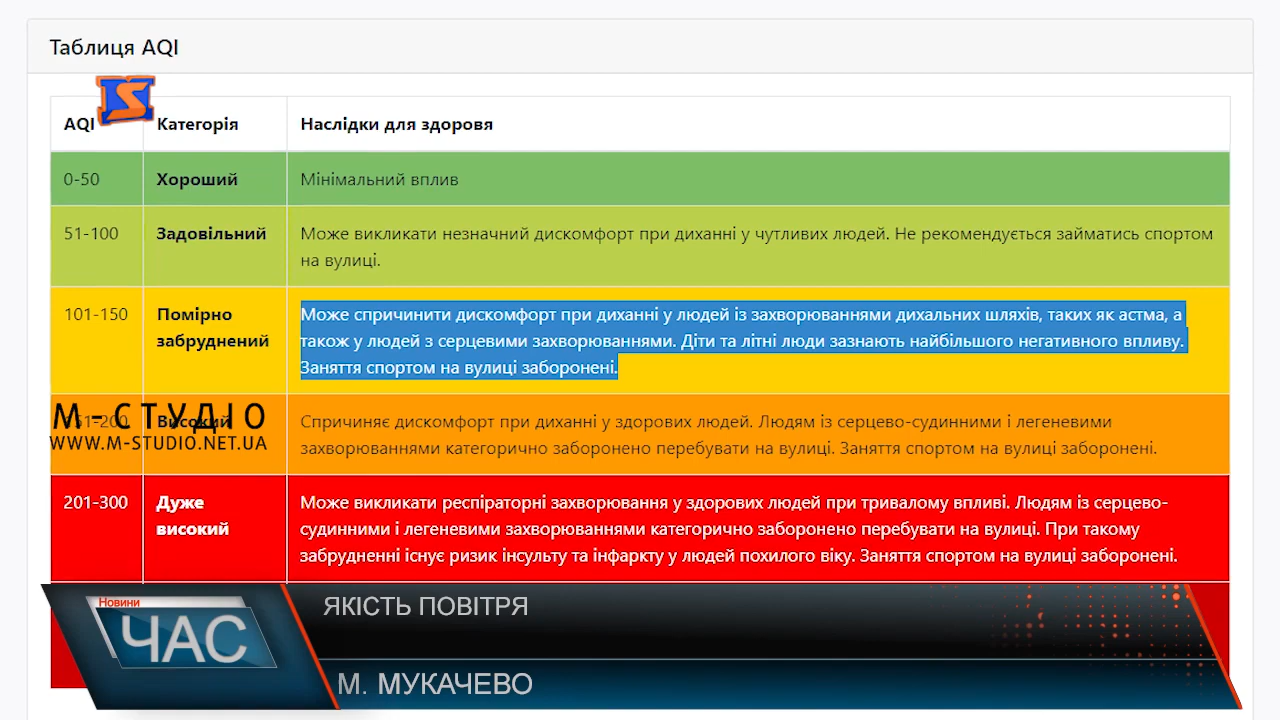 Таблиця AQI
AQI
Категорія
Наслідки для здоровя
0-50
Хороший
Мінімальний вплив
51-100
Задовільний
Може викликати незначний дискомфорт при диханні у чутливих людей. Не рекомендується займатись спортом
на вулиці.
101-150
Помірно
забруднений
Може спричинити дискомфорт при диханні у людей із захворюваннями дихальних шляхів, таких як астма, а
також у людей з серцевими захворюваннями. Діти та літні люди зазнають найбільшого негативного впливу.
Заняття спортом на вулиці заборонені.
151-200
Високий
М-СТУДІО
WWW.M-STUDIO.NET.UA
Спричиняє дискомфорт при диханні у здорових людей. Людям із серцево-судинними і легеневими
захворюваннями категорично заборонено перебувати на вулиці. Заняття спортом на вулиці заборонені.
201-300
Дуже
високий
Може викликати респіраторні захворювання у здорових людей при тривалому впливі. Людям із серцево-
судинними і легеневими захворюваннями категорично заборонено перебувати на вулиці. При такому
забрудненні існує ризик інсульту та інфаркту у людей похилого віку. Заняття спортом на вулиці заборонені.
Новини
ЧАС
ЯКІСТЬ ПОВІТРЯ
М. МУКАЧЕВО